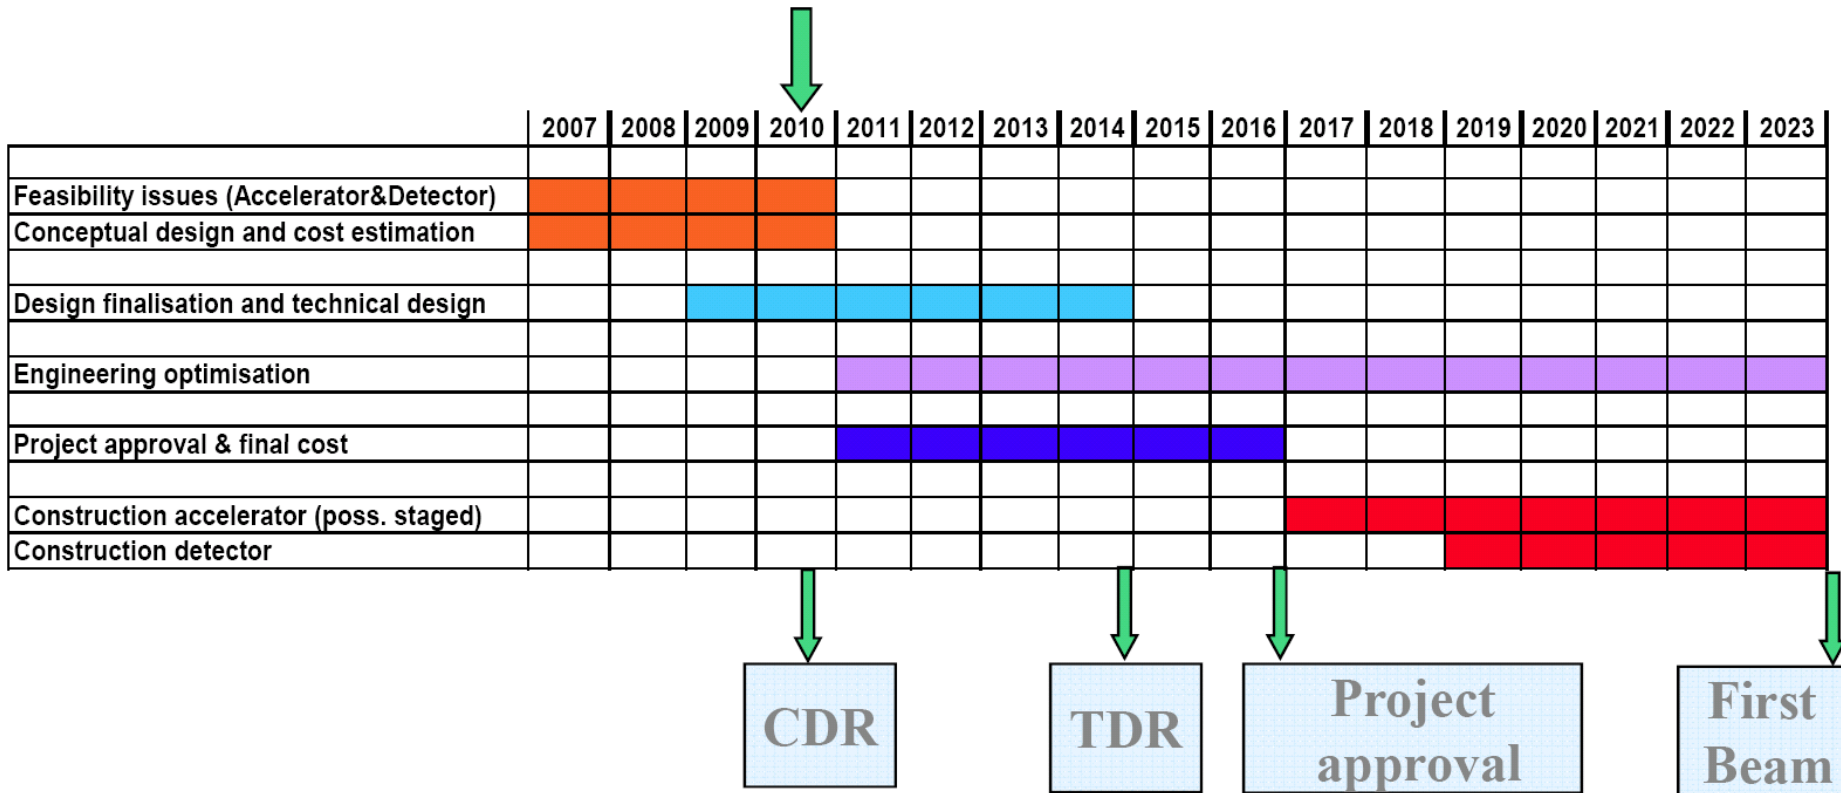 2007 2008 2009 2010 2011 2012 2013 2014 2015 2016 2017 2018 2019 2020 2021 2022 2023
Feasibility issues (Accelerator&Detector)
Conceptual design and cost estimation
Design finalisation and technical design
Engineering optimisation
Project approval & final cost
Construction accelerator (poss. staged)
Construction detector
CDR
TDR
Project
approval
First
Beam